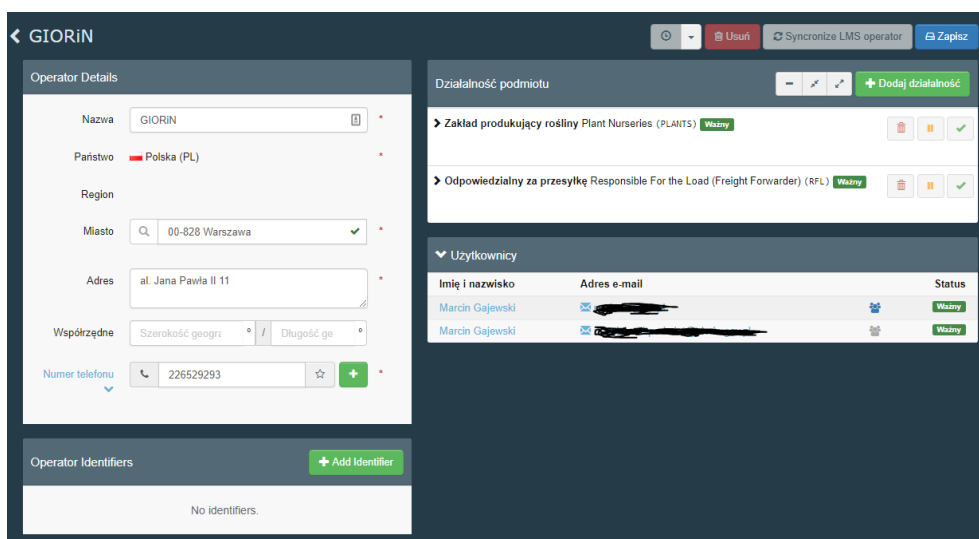 GIORiN
Usuń
Syncronize LMS operator
Zapisz
Operator Details
Nazwa
GIORiN
*
Państwo
Polska (PL)
*
Region
Miasto
00-828 Warszawa
*
Adres
al. Jana Pawła II 11
*
Współrzędne
Szerokość geogra
°
/
Długość ge
°
Numer telefonu
226529293
*
Operator Identifiers
Add Identifier
No identifiers.
Działalność podmiotu
Dodaj działalność
Zakład produkujący rośliny Plant Nurseries (PLANTS) Ważny
Odpowiedzialny za przesyłkę Responsible For the Load (Freight Forwarder) (RFL) Ważny
Użytkownicy
Imię i nazwisko Adres e-mail Status
Marcin Gajewski Ważny
Marcin Gajewski Ważny